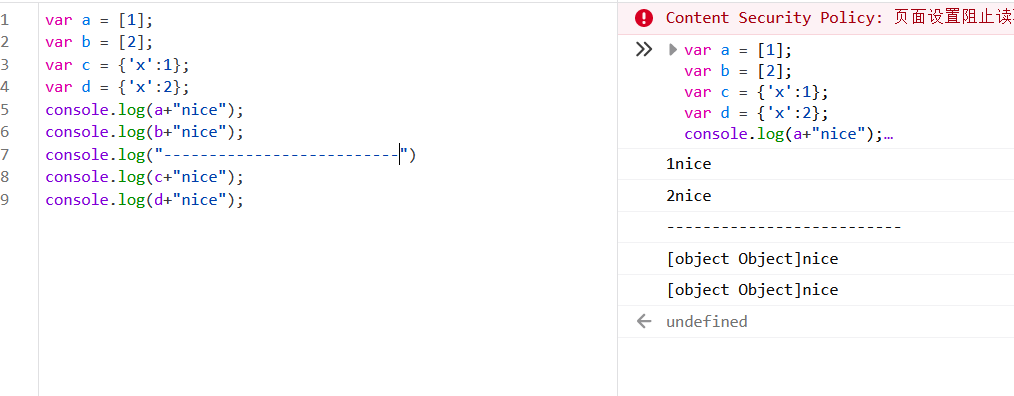 1 var a = [1];
2 var b = [2];
3 var c = {'x':1};
4 var d = {'x':2};
5 console.log(a+"nice");
6 console.log(b+"nice");
7 console.log("--------------------------")
8 console.log(c+"nice");
9 console.log(d+"nice");
Content Security Policy: 页面设置阻止读
var a = [1];
var b = [2];
var c = {'x':1};
var d = {'x':2};
console.log(a+"nice");…
1nice
2nice
--------------------------
[object Object]nice
[object Object]nice
undefined